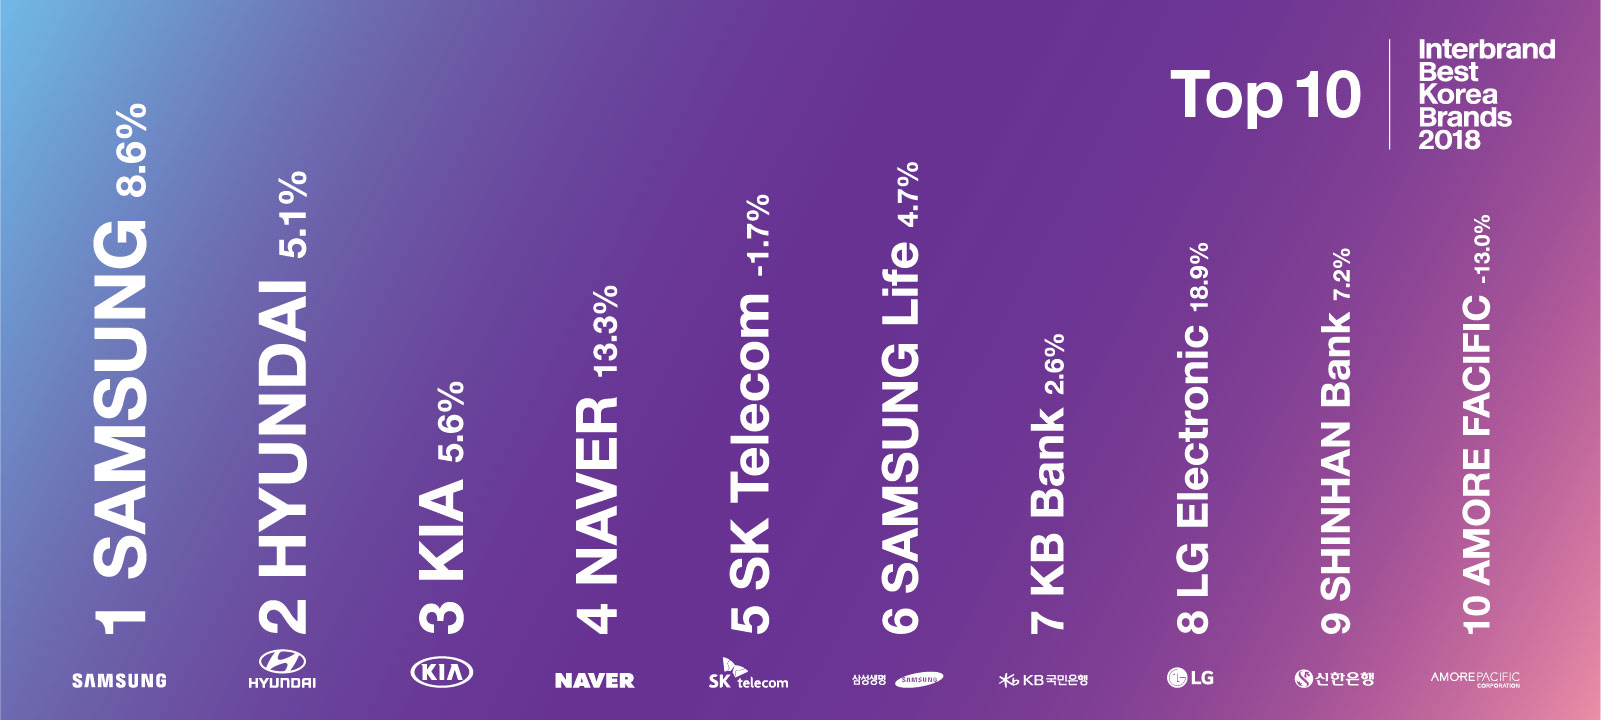 Top 10
Interbrand
Best
Korea
Brands
2018
1 SAMSUNG 8.6%
2 HYUNDAI 5.1%
3 KIA 5.6%
4 NAVER 13.3%
5 SK Telecom -1.7%
6 SAMSUNG Life 4.7%
7 KB Bank 2.6%
8 LG Electronic 18.9%
9 SHINHAN Bank 7.2%
10 AMORE FACIFIC -13.0%
SAMSUNG
HYUNDAI
KIA
NAVER
SK telecom
삼성생명 SAMSUNG
KB국민은행
LG
신한은행
AMOREPACIFIC
CORPORATION